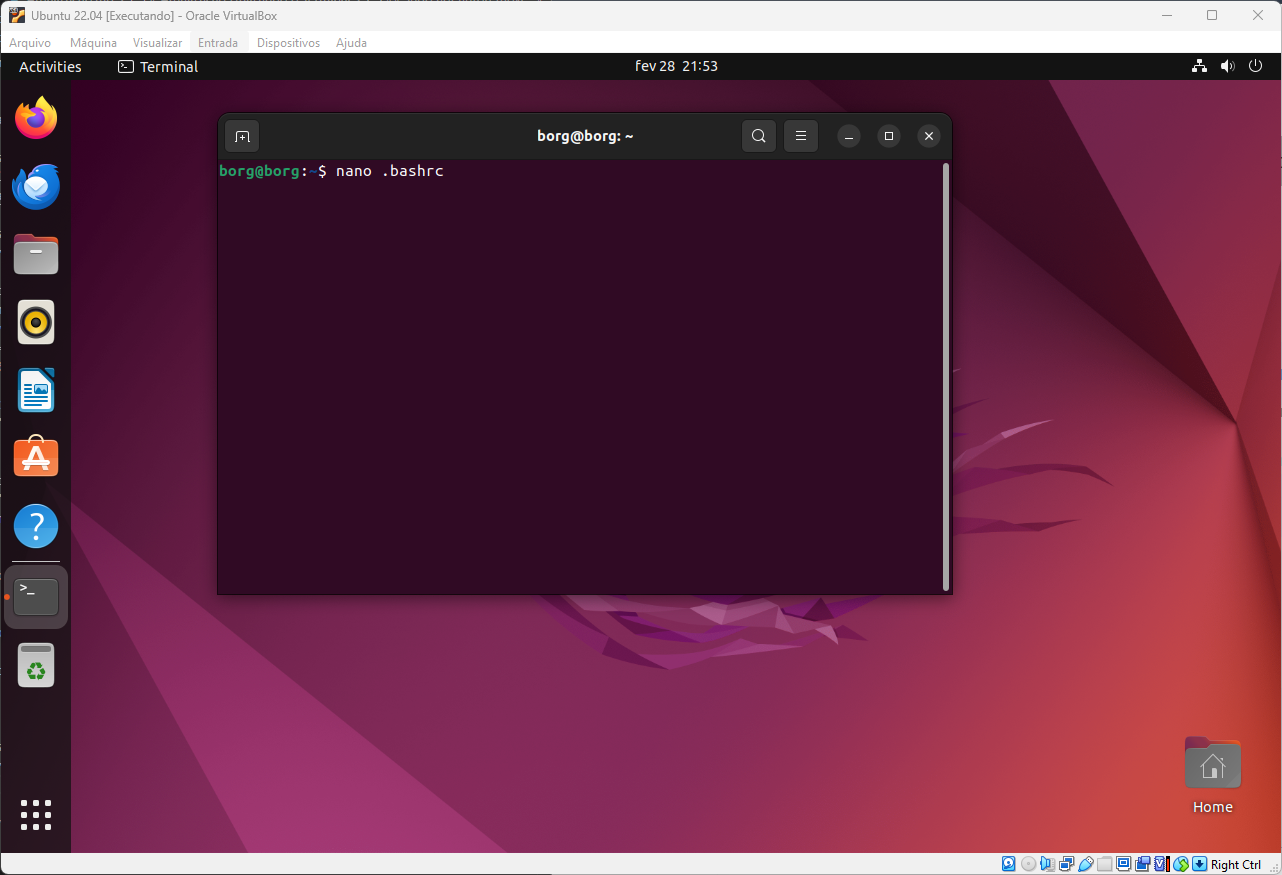 Ubuntu 22.04 [Executando] - Oracle VirtualBox
Arquivo Máquina Visualizar Entrada Dispositivos Ajuda
Activities Terminal fev 28 21:53
borg@borg: ~
borg@borg:~$ nano .bashrc
Home
Right Ctrl